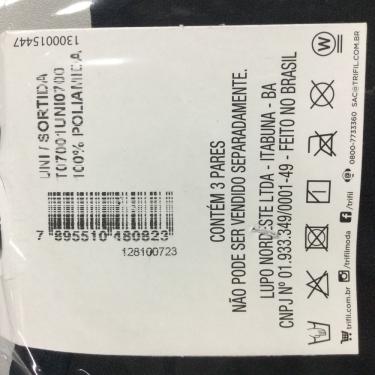 1300015447
UNI / SORTIDA
T07001UNI0700
100% POLIAMIDA
7 895510 480823
128100723
CONTÉM 3 PARES
NÃO PODE SER VENDIDO SEPARADAMENTE.
LUPO NORDESTE LTDA - ITABUNA - BA
CNPJ Nº 01.933.349/0001-49 - FEITO NO BRASIL
W
trifil.com.br @trifilmoda /trifil 0800-7733360 SAC@TRIFIL.COM.BR